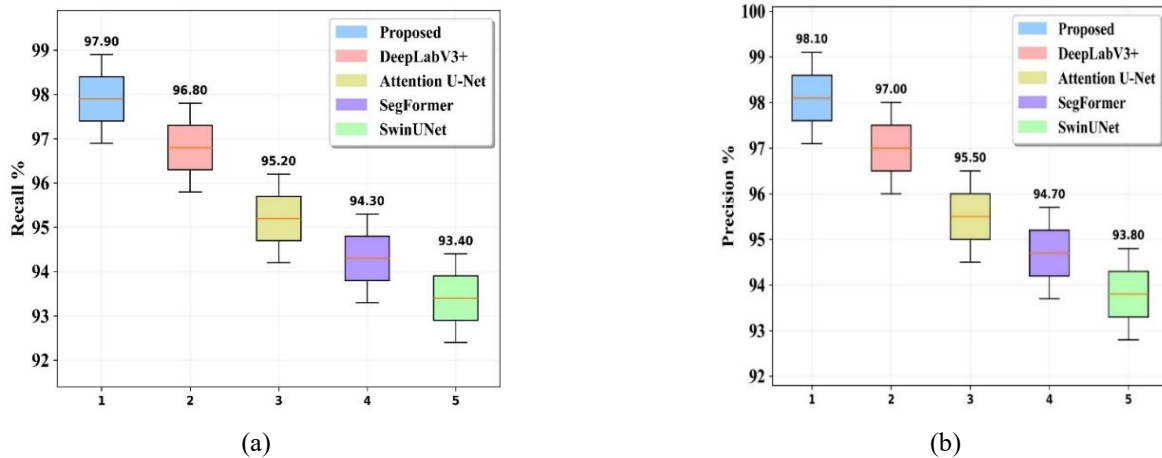 Recall %
99
98
97
96
95
94
93
92
97.90
96.80
95.20
94.30
93.40
Proposed
DeepLabV3+
Attention U-Net
SegFormer
SwinUNet
1 2 3 4 5
(a)
Precision %
100
99
98
97
96
95
94
93
92
98.10
97.00
95.50
94.70
93.80
Proposed
DeepLabV3+
Attention U-Net
SegFormer
SwinUNet
1 2 3 4 5
(b)